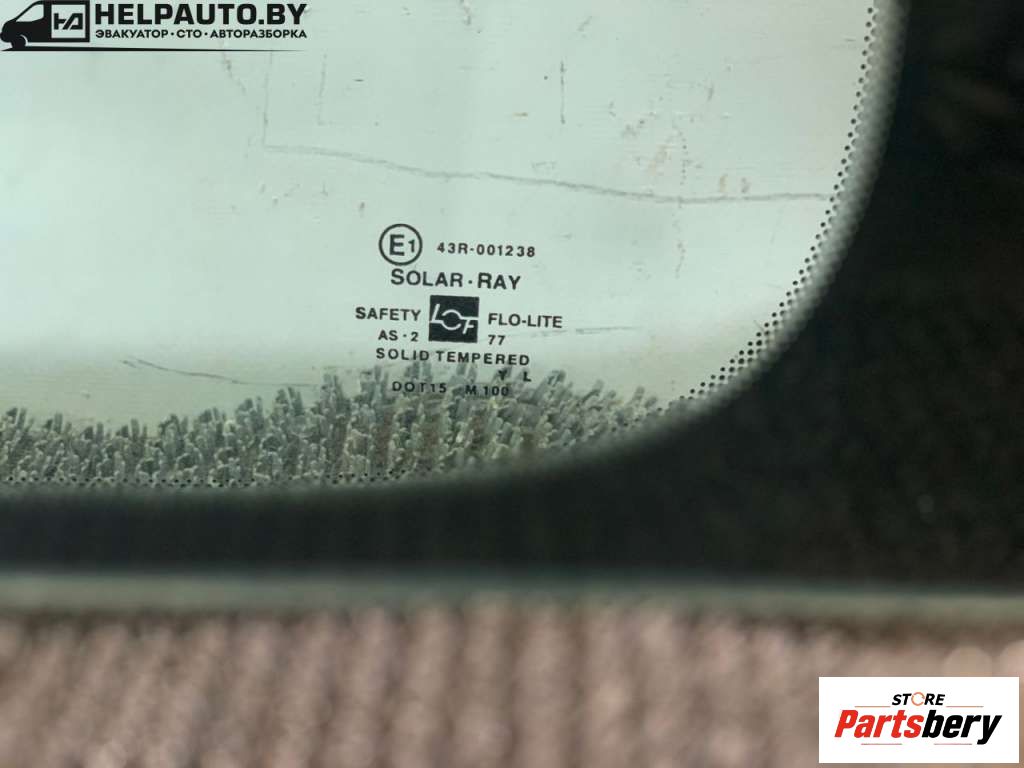 HELPAUTO.BY
ЭВАКУАТОР · СТО · АВТОРАЗБОРКА
E1 43R-001238
SOLAR·RAY
SAFETY LOF FLO-LITE
AS·2 77
SOLID TEMPERED
Y L
DOT15 M100
STORE
Partsbery